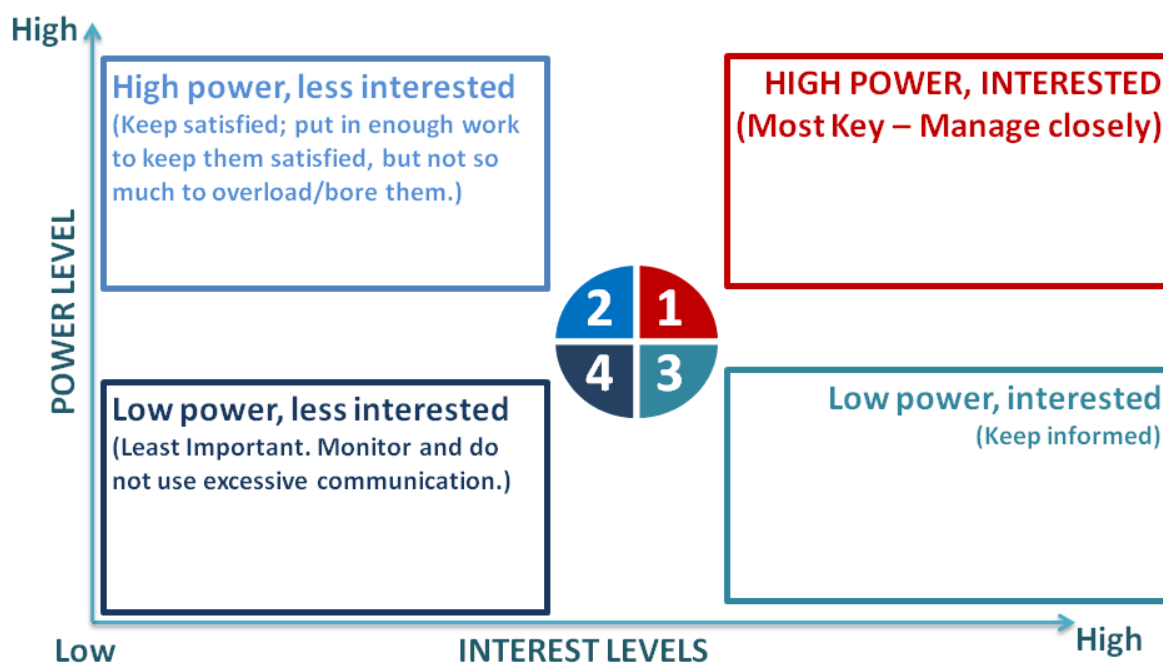 High
High power, less interested
(Keep satisfied; put in enough work
to keep them satisfied, but not so
much to overload/bore them.)
HIGH POWER, INTERESTED
(Most Key – Manage closely)
POWER LEVEL
2
1
4
3
Low power, less interested
(Least Important. Monitor and do
not use excessive communication.)
Low power, interested
(Keep informed)
Low
INTEREST LEVELS
High